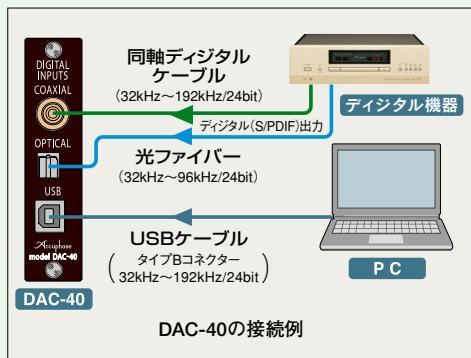 DIGITAL
INPUTS
COAXIAL
OPTICAL
USB
Accuphase
model DAC-40
DAC-40
同軸ディジタル
ケーブル
(32kHz〜192kHz/24bit)
ディジタル機器
ディジタル(S/PDIF)出力
光ファイバー
(32kHz〜96kHz/24bit)
USBケーブル
(タイプBコネクター
32kHz〜192kHz/24bit)
PC
DAC-40の接続例